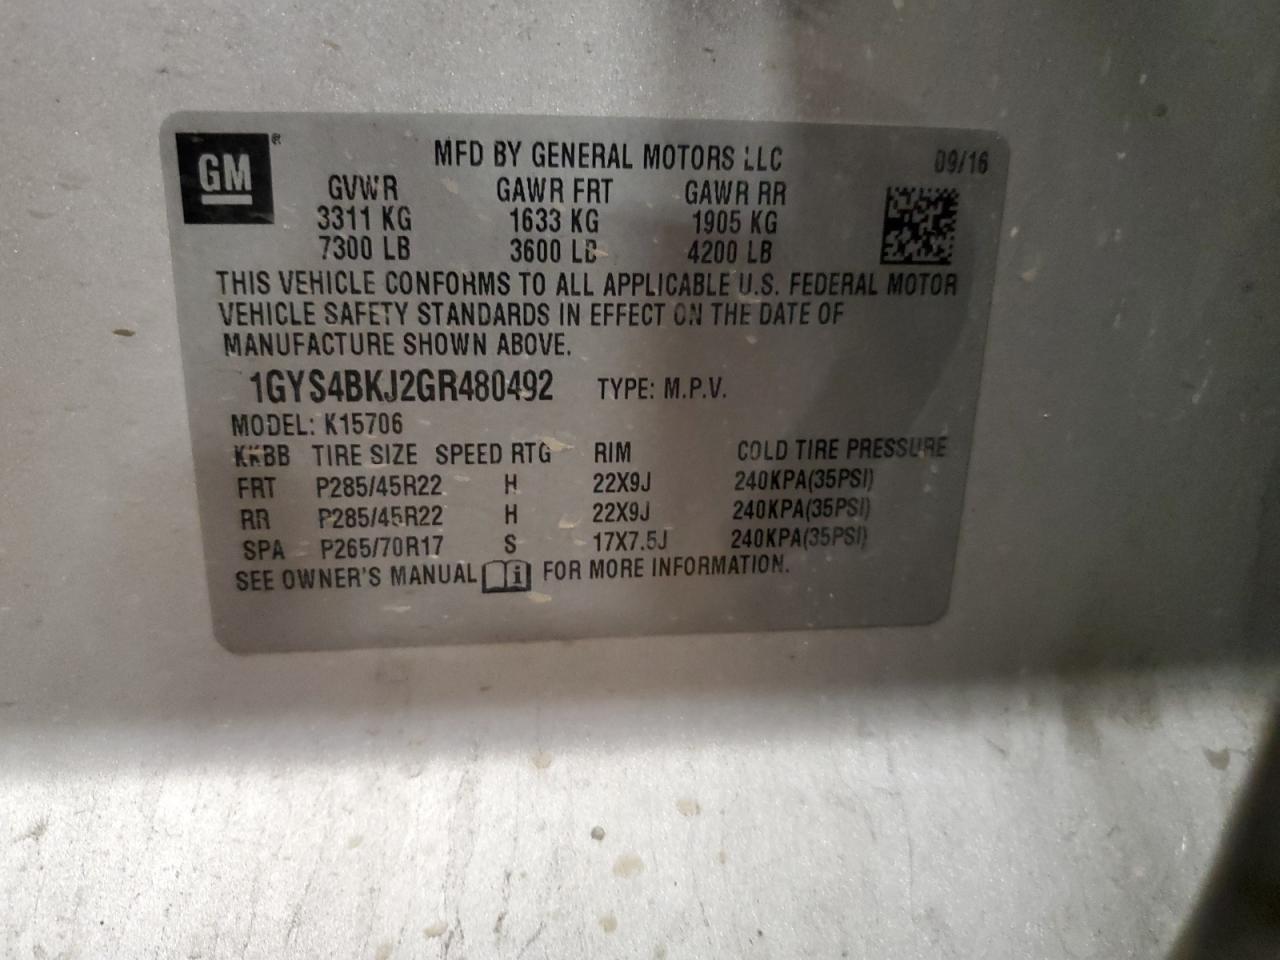 GM ®
MFD BY GENERAL MOTORS LLC 09/16
GVWR GAWR FRT GAWR RR
3311 KG 1633 KG 1905 KG
7300 LB 3600 LB 4200 LB
THIS VEHICLE CONFORMS TO ALL APPLICABLE U.S. FEDERAL MOTOR
VEHICLE SAFETY STANDARDS IN EFFECT ON THE DATE OF
MANUFACTURE SHOWN ABOVE.
1GYS4BKJ2GR480492 TYPE: M.P.V.
MODEL: K15706
KKBB TIRE SIZE SPEED RTG RIM COLD TIRE PRESSURE
FRT P285/45R22 H 22X9J 240KPA(35PSI)
RR P285/45R22 H 22X9J 240KPA(35PSI)
SPA P265/70R17 S 17X7.5J 240KPA(35PSI)
SEE OWNER'S MANUAL i FOR MORE INFORMATION.